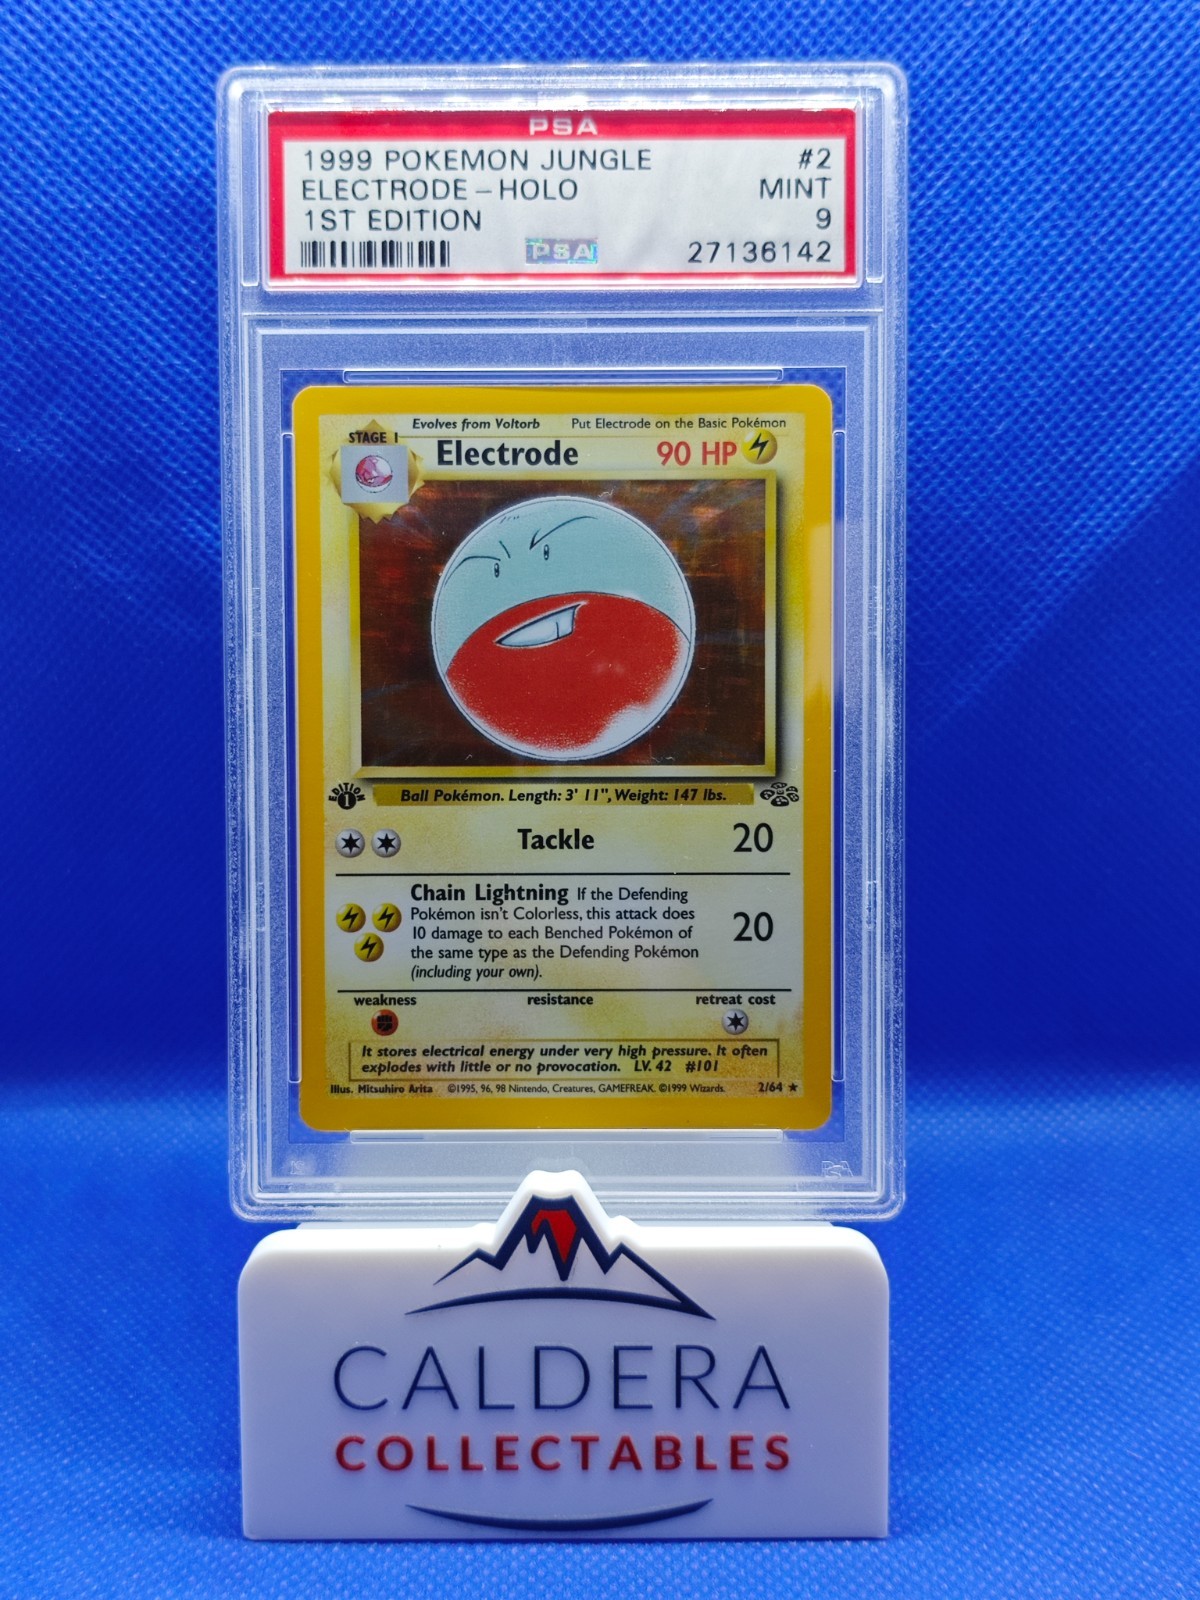 PSA
1999 POKEMON JUNGLE #2
ELECTRODE-HOLO MINT
1ST EDITION 9
PSA 27136142
Evolves from Voltorb Put Electrode on the Basic Pokémon
STAGE 1
Electrode 90 HP
EDITION 1
Ball Pokémon. Length: 3' 11", Weight: 147 lbs.
Tackle 20
Chain Lightning If the Defending
Pokémon isn't Colorless, this attack does
10 damage to each Benched Pokémon of
the same type as the Defending Pokémon
(including your own).
20
weakness resistance retreat cost
It stores electrical energy under very high pressure. It often
explodes with little or no provocation. LV. 42 #101
Illus. Mitsuhiro Arita ©1995, 96, 98 Nintendo, Creatures, GAMEFREAK. ©1999 Wizards. 2/64 ★
PSA
CALDERA
COLLECTABLES